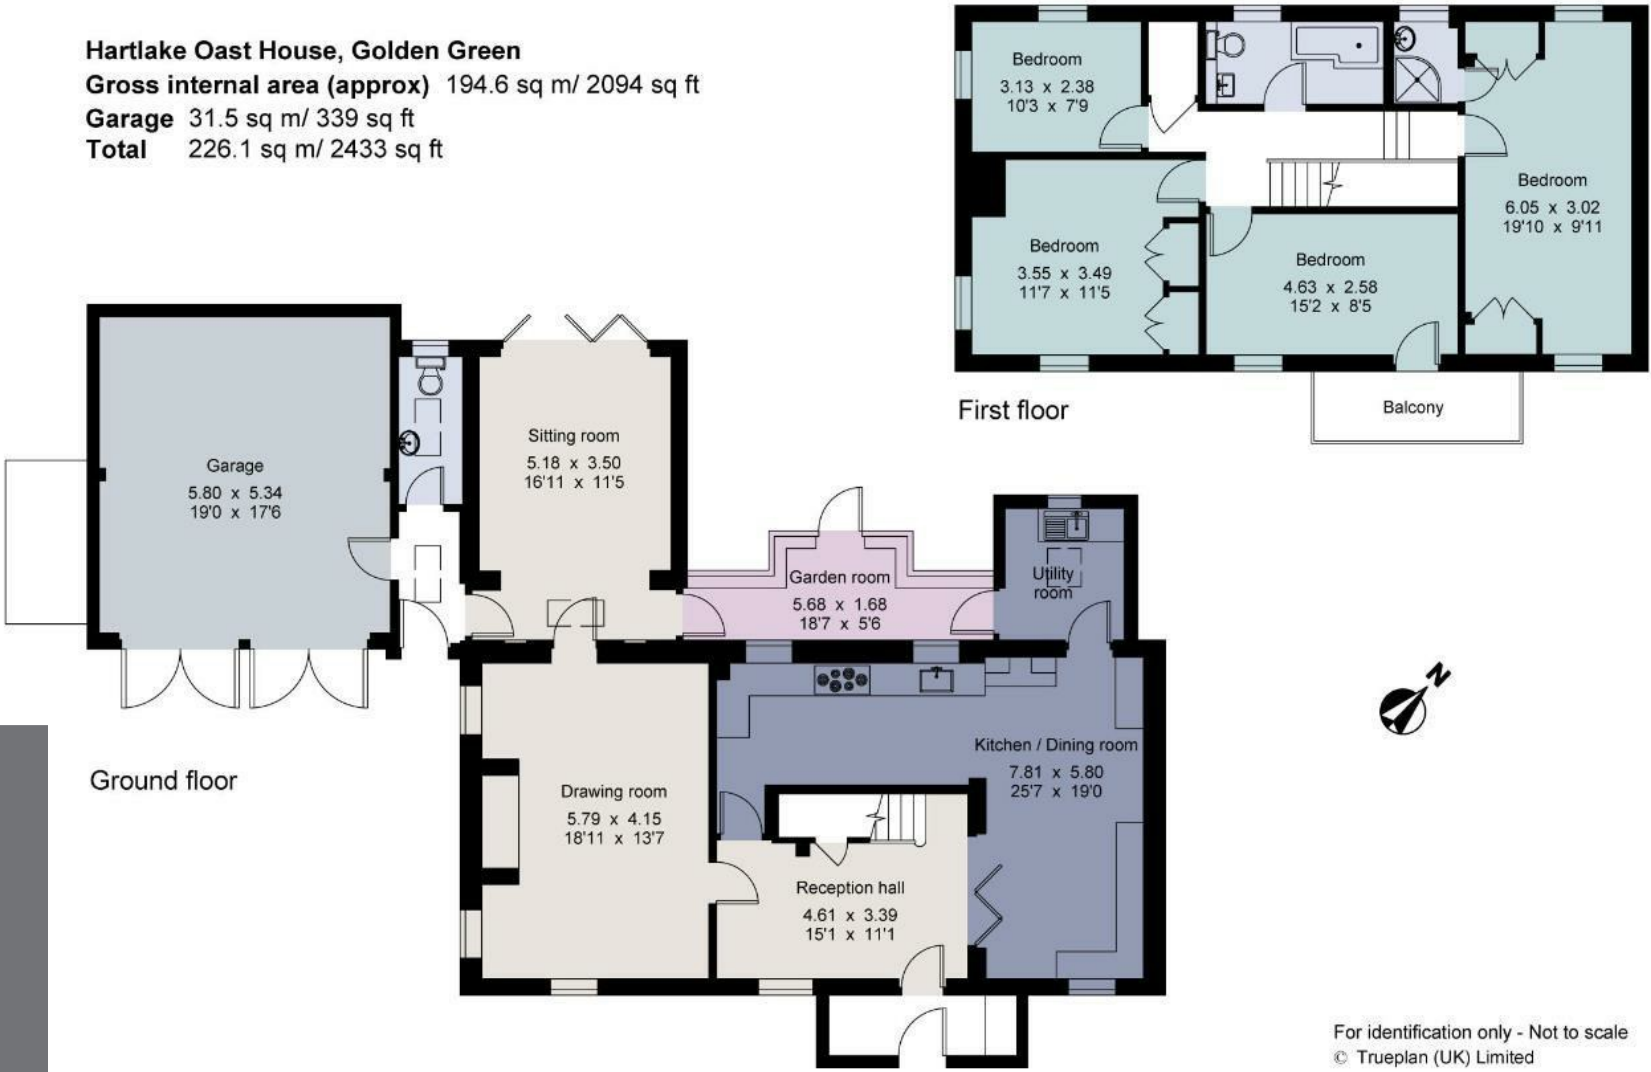 Hartlake Oast House, Golden Green
Gross internal area (approx) 194.6 sq m/ 2094 sq ft
Garage 31.5 sq m/ 339 sq ft
Total 226.1 sq m/ 2433 sq ft
Bedroom
3.13 x 2.38
10'3 x 7'9
Bedroom
6.05 x 3.02
19'10 x 9'11
Bedroom
3.55 x 3.49
11'7 x 11'5
Bedroom
4.63 x 2.58
15'2 x 8'5
Balcony
First floor
Garage
5.80 x 5.34
19'0 x 17'6
Sitting room
5.18 x 3.50
16'11 x 11'5
Garden room
5.68 x 1.68
18'7 x 5'6
Utility
room
Kitchen / Dining room
7.81 x 5.80
25'7 x 19'0
Drawing room
5.79 x 4.15
18'11 x 13'7
Reception hall
4.61 x 3.39
15'1 x 11'1
Ground floor
N
For identification only - Not to scale
© Trueplan (UK) Limited